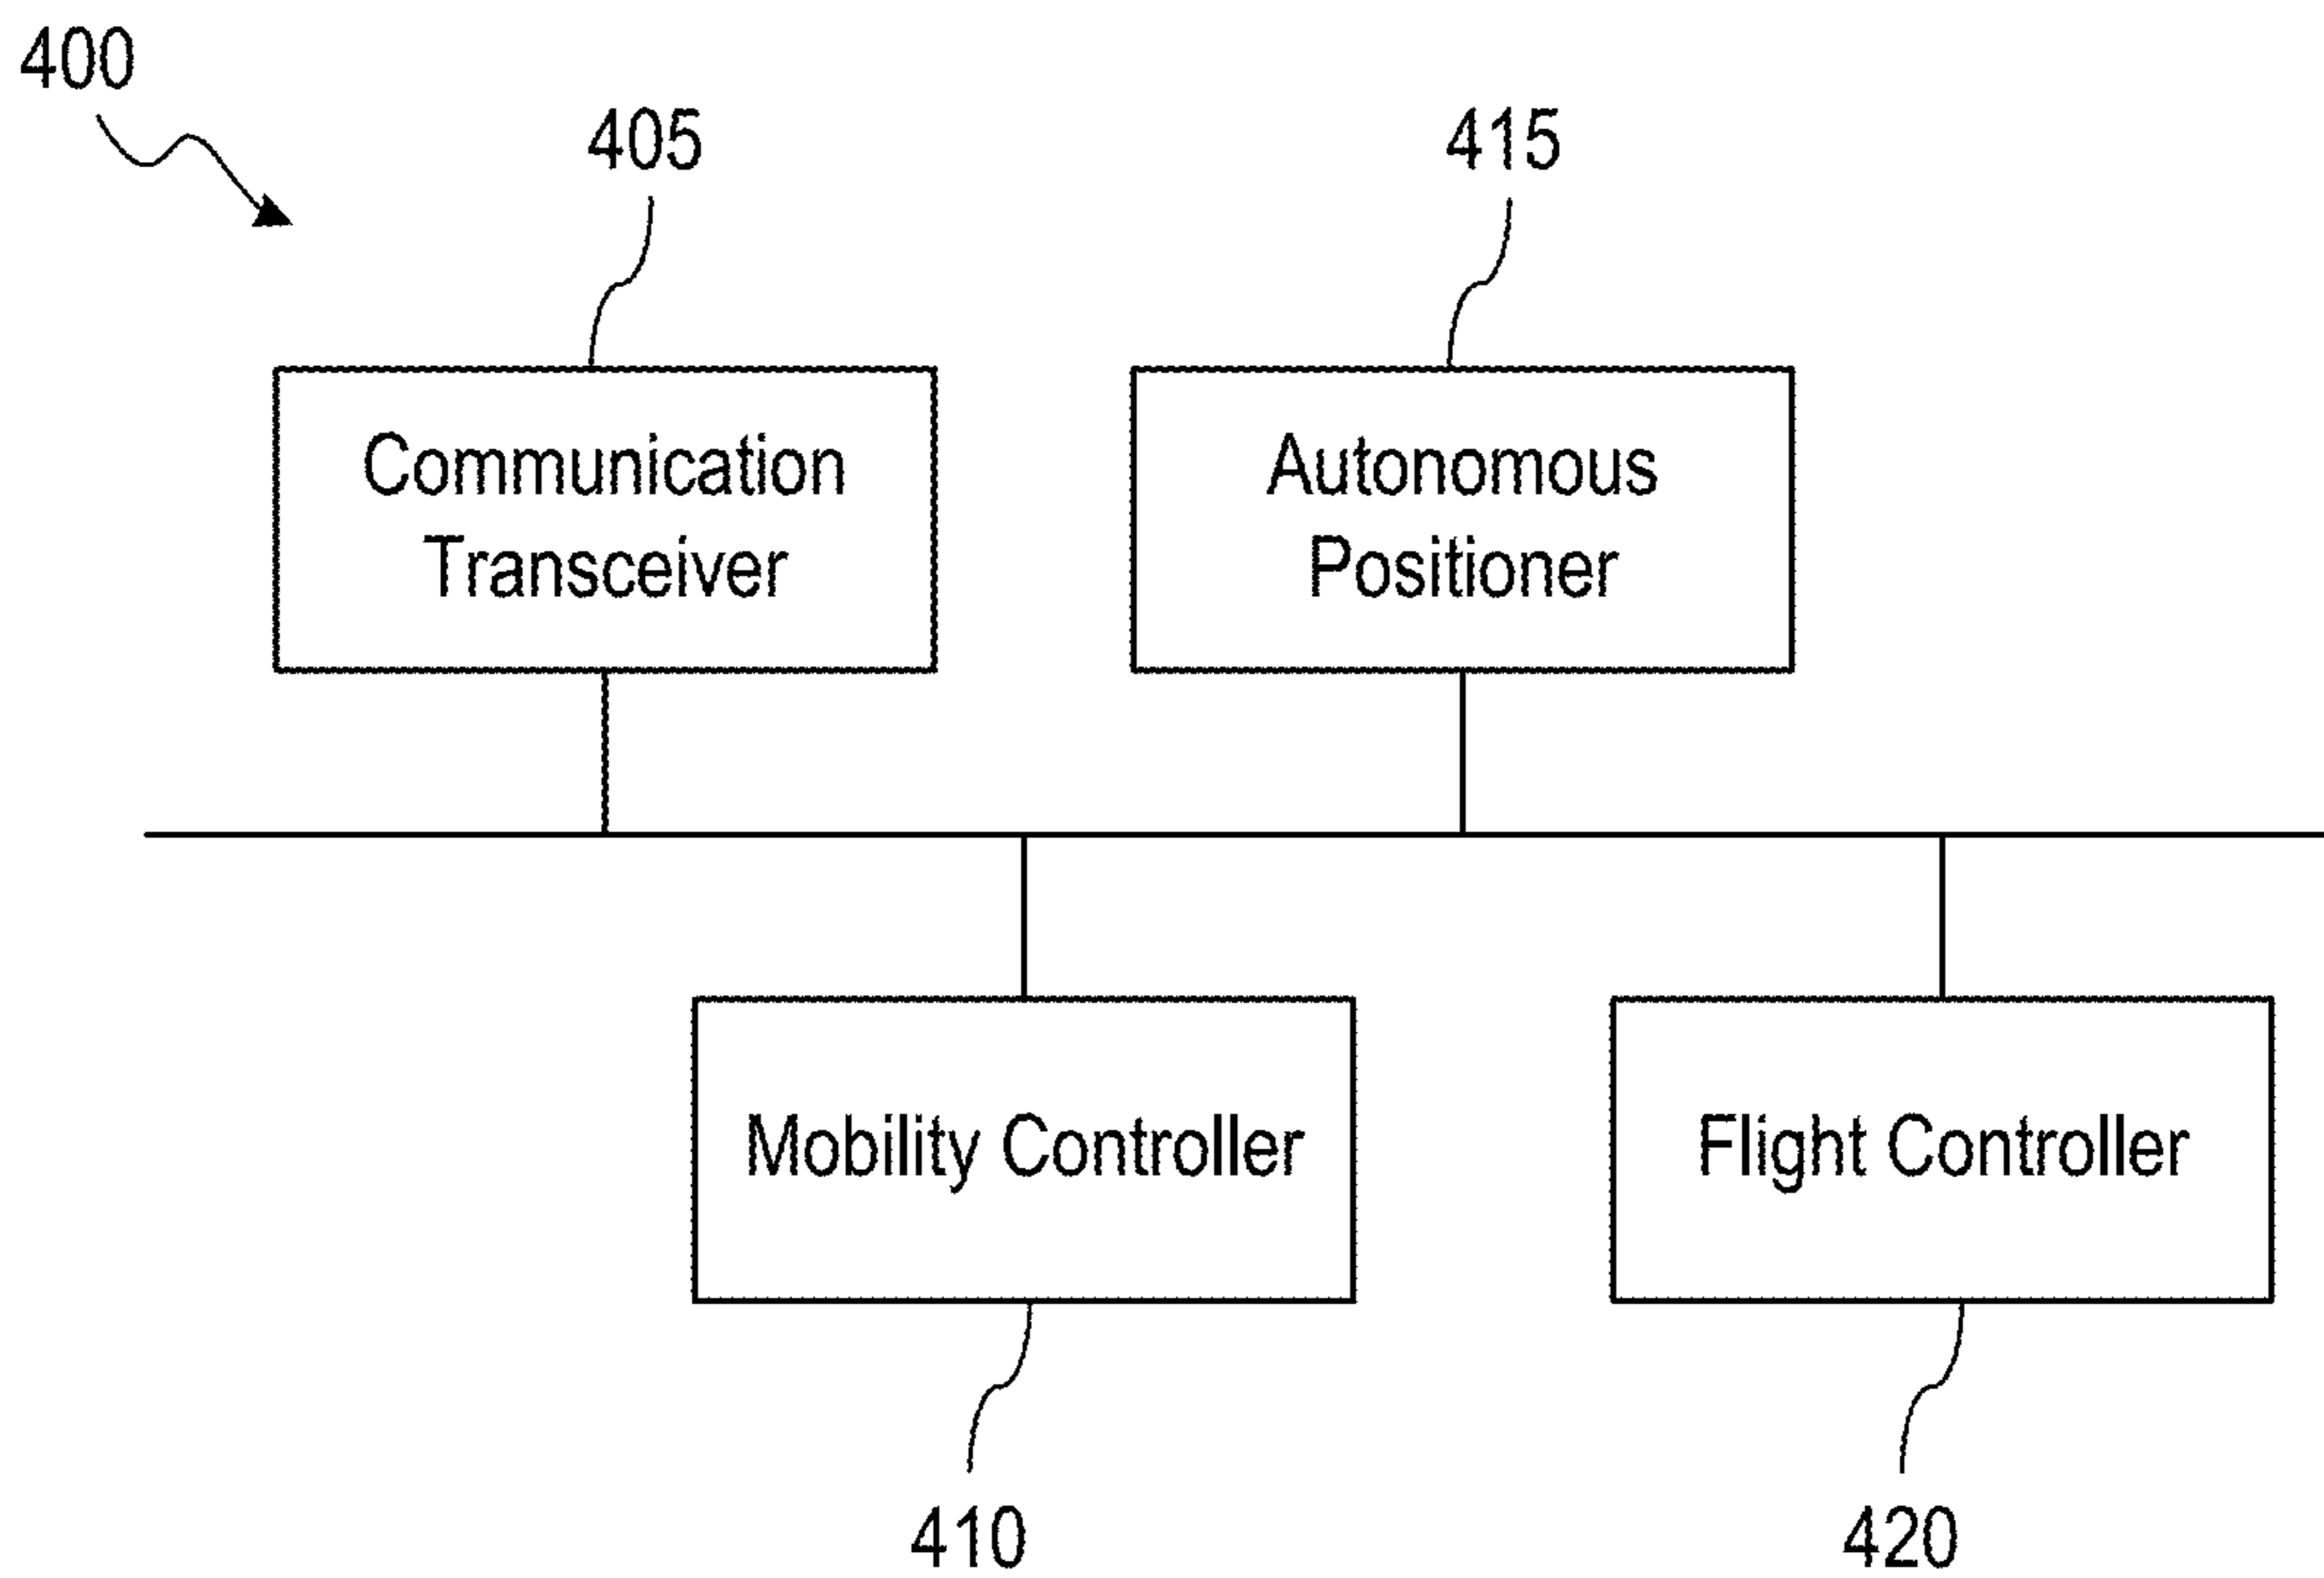 400
405
415
Communication
Transceiver
Autonomous
Positioner
Mobility Controller
Flight Controller
410
420